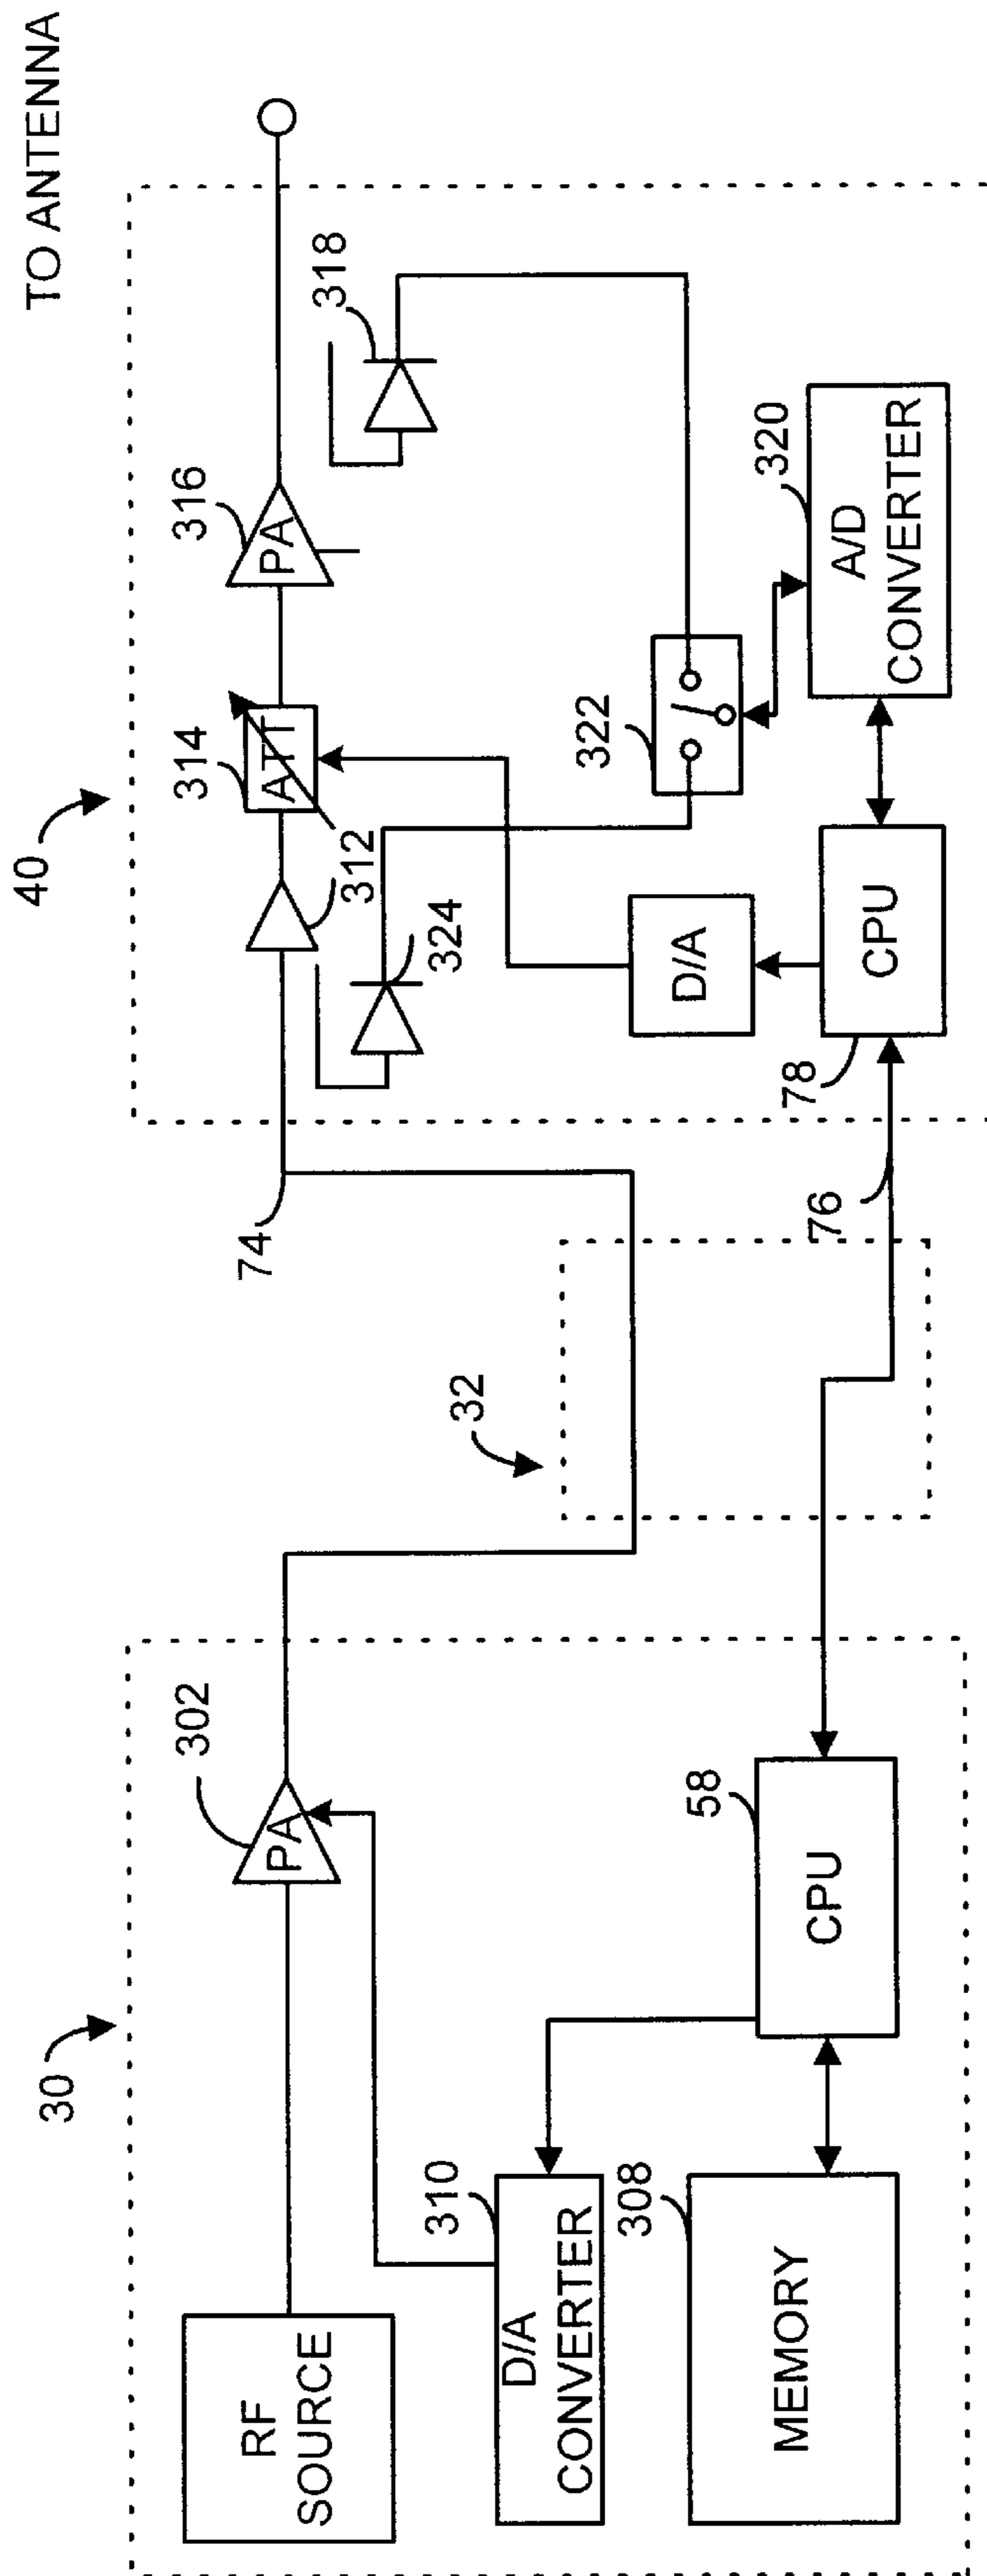 TO ANTENNA
40
316
318
314
PA
ATT
312
324
322
320
A/D
CONVERTER
D/A
CPU
78
74
76
32
30
302
PA
58
CPU
310
D/A
CONVERTER
308
MEMORY
RF
SOURCE